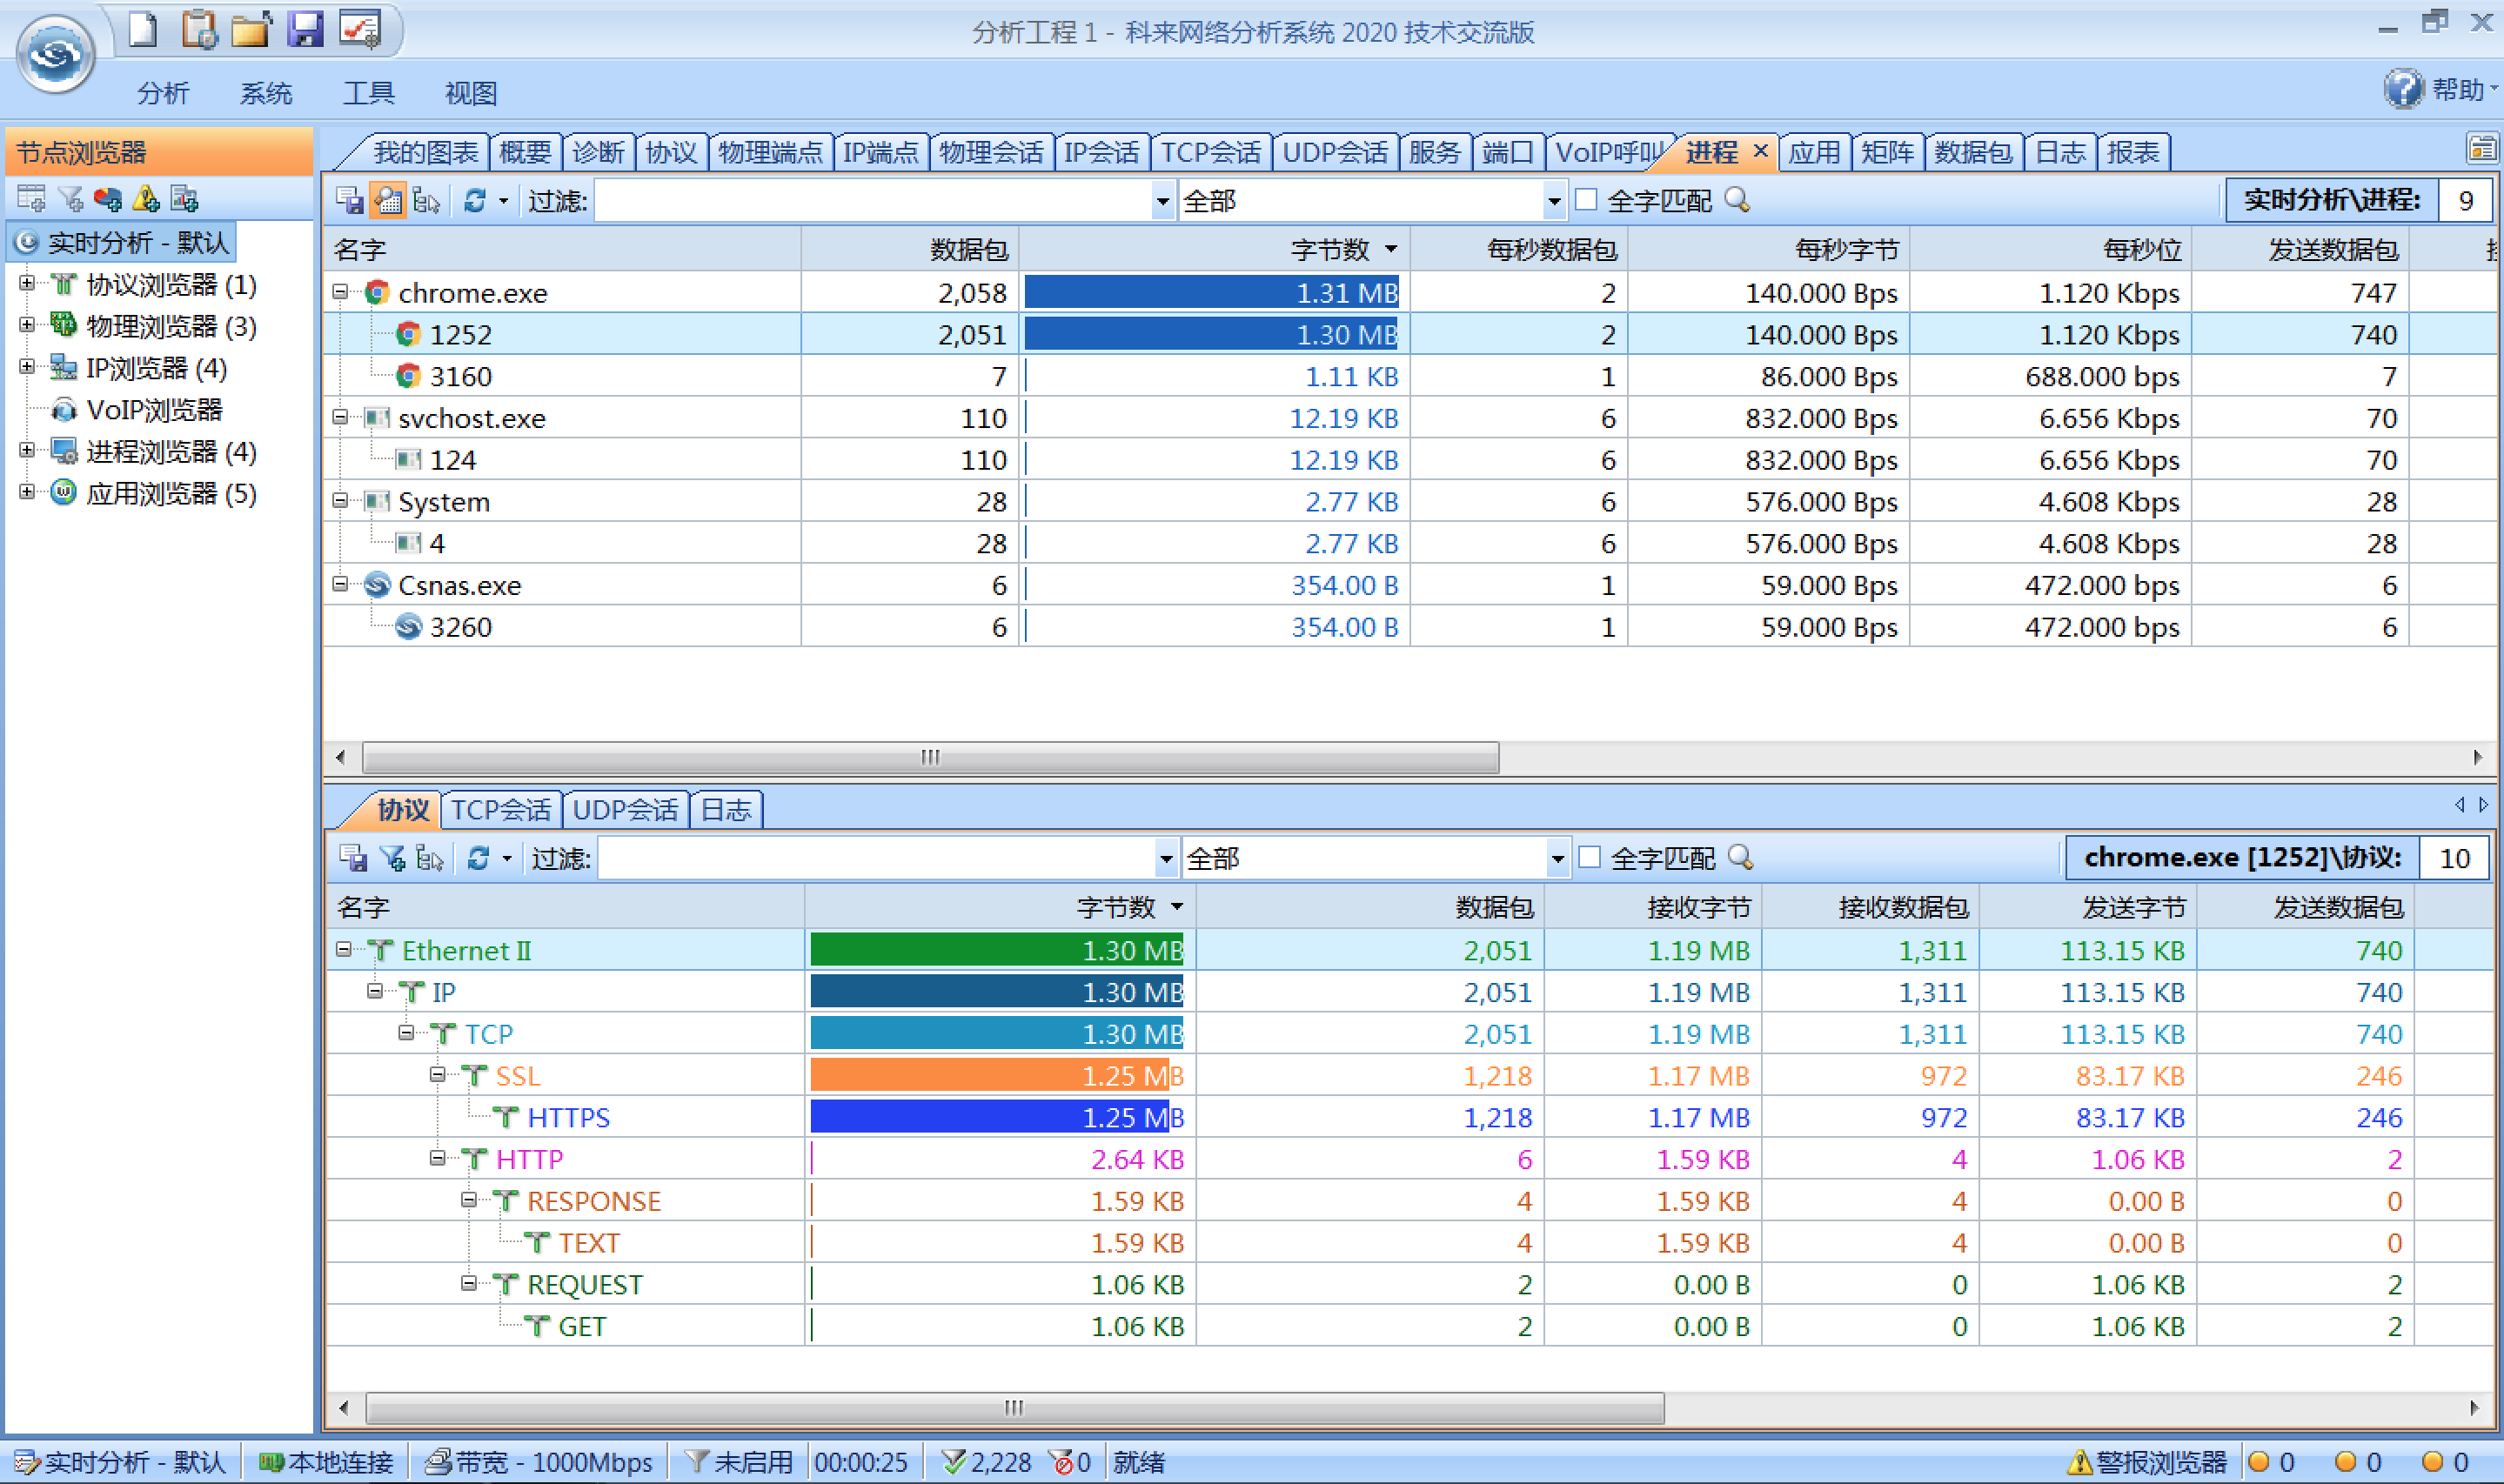 分析工程 1 - 科来网络分析系统 2020 技术交流版
分析 系统 工具 视图 帮助
节点浏览器
实时分析 - 默认
协议浏览器 (1)
物理浏览器 (3)
IP浏览器 (4)
VoIP浏览器
进程浏览器 (4)
应用浏览器 (5)
我的图表 概要 诊断 协议 物理端点 IP端点 物理会话 IP会话 TCP会话 UDP会话 服务 端口 VoIP呼叫 进程 应用 矩阵 数据包 日志 报表
过滤: 全部 全字匹配 实时分析\进程: 9
名字 数据包 字节数 每秒数据包 每秒字节 每秒位 发送数据包
chrome.exe 2,058 1.31 MB 2 140.000 Bps 1.120 Kbps 747
1252 2,051 1.30 MB 2 140.000 Bps 1.120 Kbps 740
3160 7 1.11 KB 1 86.000 Bps 688.000 bps 7
svchost.exe 110 12.19 KB 6 832.000 Bps 6.656 Kbps 70
124 110 12.19 KB 6 832.000 Bps 6.656 Kbps 70
System 28 2.77 KB 6 576.000 Bps 4.608 Kbps 28
4 28 2.77 KB 6 576.000 Bps 4.608 Kbps 28
Csnas.exe 6 354.00 B 1 59.000 Bps 472.000 bps 6
3260 6 354.00 B 1 59.000 Bps 472.000 bps 6
协议 TCP会话 UDP会话 日志
过滤: 全部 全字匹配 chrome.exe [1252]\协议: 10
名字 字节数 数据包 接收字节 接收数据包 发送字节 发送数据包
Ethernet II 1.30 MB 2,051 1.19 MB 1,311 113.15 KB 740
IP 1.30 MB 2,051 1.19 MB 1,311 113.15 KB 740
TCP 1.30 MB 2,051 1.19 MB 1,311 113.15 KB 740
SSL 1.25 MB 1,218 1.17 MB 972 83.17 KB 246
HTTPS 1.25 MB 1,218 1.17 MB 972 83.17 KB 246
HTTP 2.64 KB 6 1.59 KB 4 1.06 KB 2
RESPONSE 1.59 KB 4 1.59 KB 4 0.00 B 0
TEXT 1.59 KB 4 1.59 KB 4 0.00 B 0
REQUEST 1.06 KB 2 0.00 B 0 1.06 KB 2
GET 1.06 KB 2 0.00 B 0 1.06 KB 2
实时分析 - 默认 本地连接 带宽 - 1000Mbps 未启用 00:00:25 2,228 0 就绪 警报浏览器 0 0 0